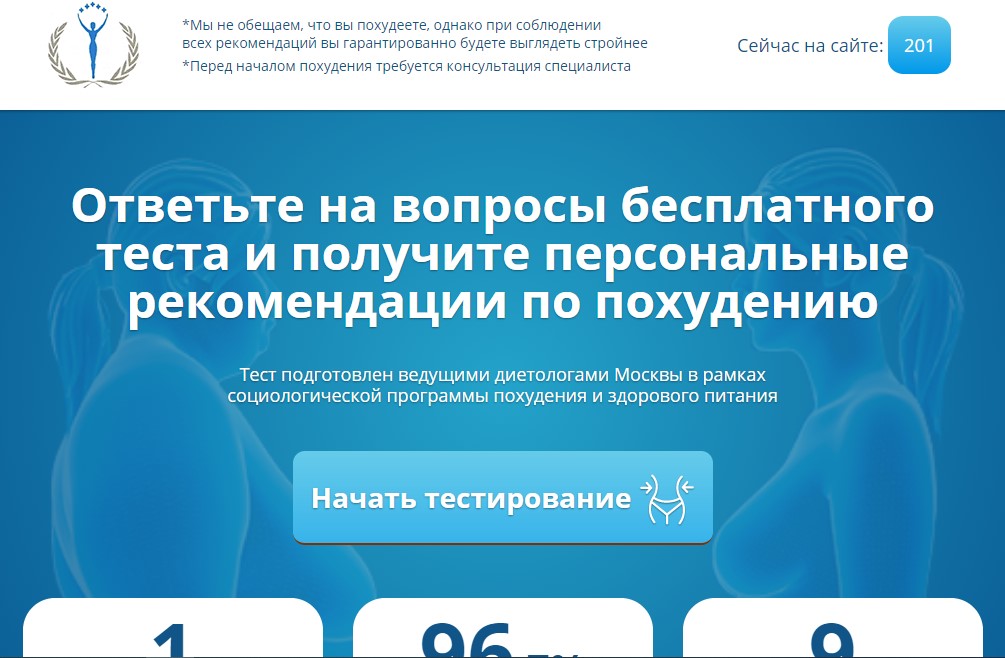 *Мы не обещаем, что вы похудеете, однако при соблюдении
всех рекомендаций вы гарантированно будете выглядеть стройнее
*Перед началом похудения требуется консультация специалиста
Сейчас на сайте: 201
Ответьте на вопросы бесплатного
теста и получите персональные
рекомендации по похудению
Тест подготовлен ведущими диетологами Москвы в рамках
социологической программы похудения и здорового питания
Начать тестирование
1
96
9